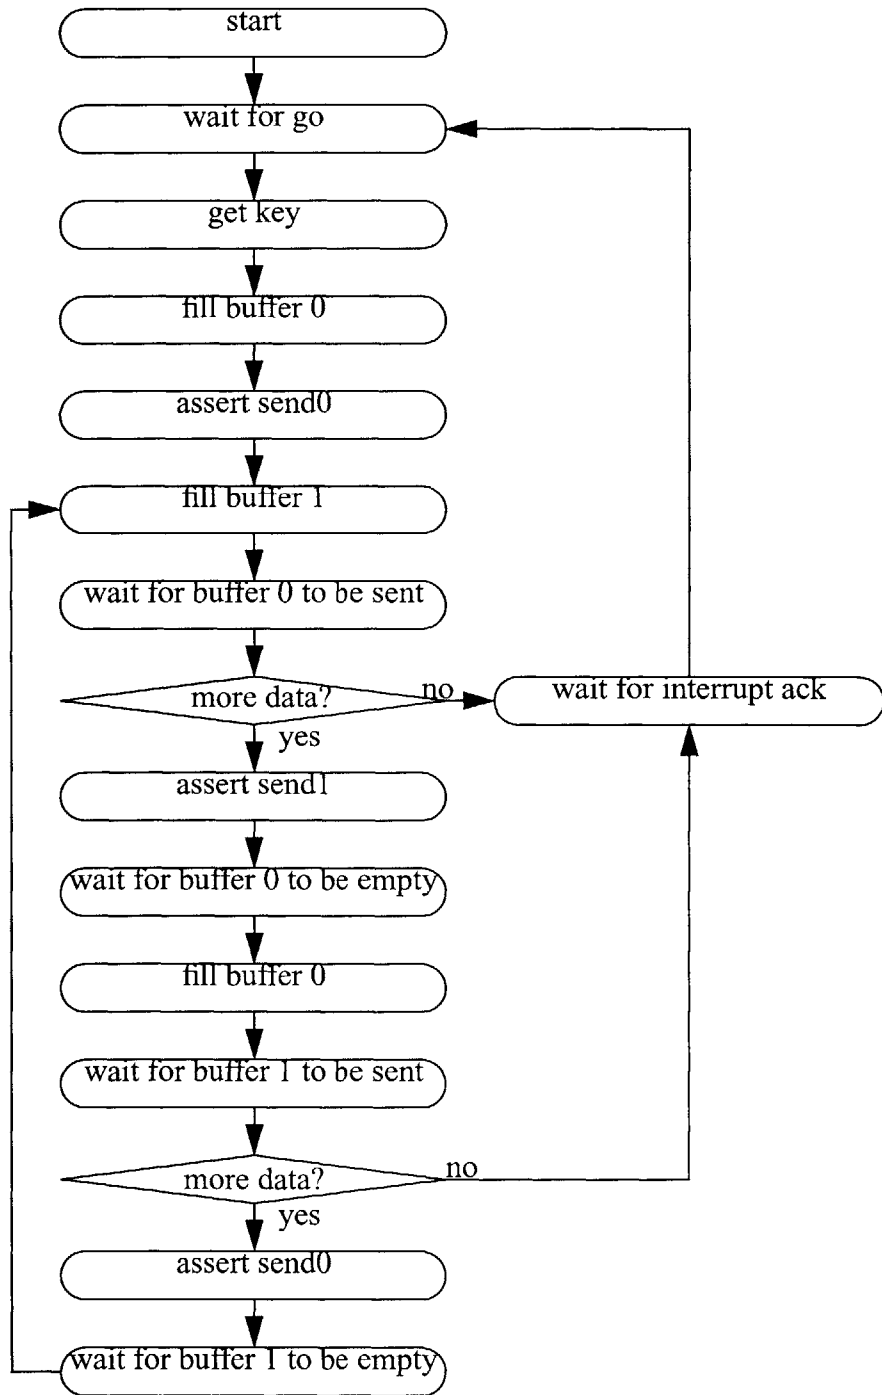 start
wait for go
get key
fill buffer 0
assert send0
fill buffer 1
wait for buffer 0 to be sent
more data?
no
wait for interrupt ack
yes
assert send1
wait for buffer 0 to be empty
fill buffer 0
wait for buffer 1 to be sent
more data?
no
yes
assert send0
wait for buffer 1 to be empty